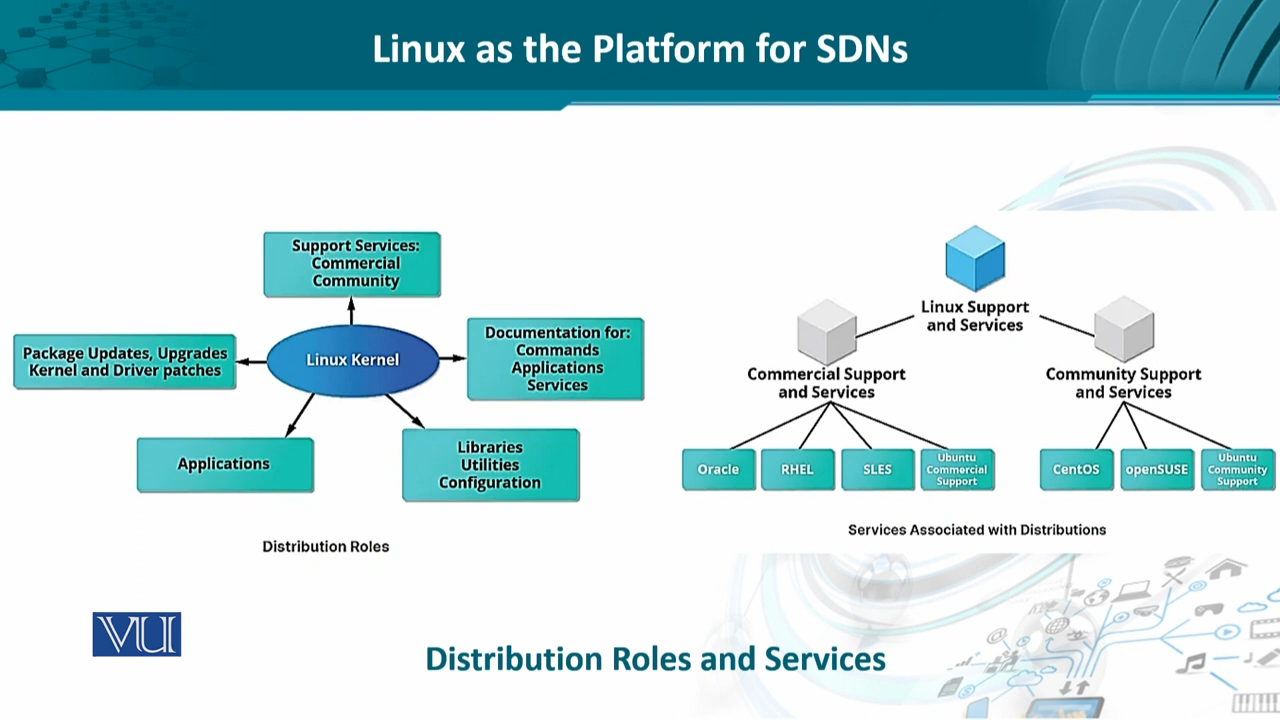 Linux as the Platform for SDNs
Support Services:
Commercial
Community
Package Updates, Upgrades
Kernel and Driver patches
Linux Kernel
Documentation for:
Commands
Applications
Services
Applications
Libraries
Utilities
Configuration
Distribution Roles
Linux Support
and Services
Commercial Support
and Services
Community Support
and Services
Oracle
RHEL
SLES
Ubuntu
Commercial
Support
CentOS
openSUSE
Ubuntu
Community
Support
Services Associated with Distributions
VU
Distribution Roles and Services